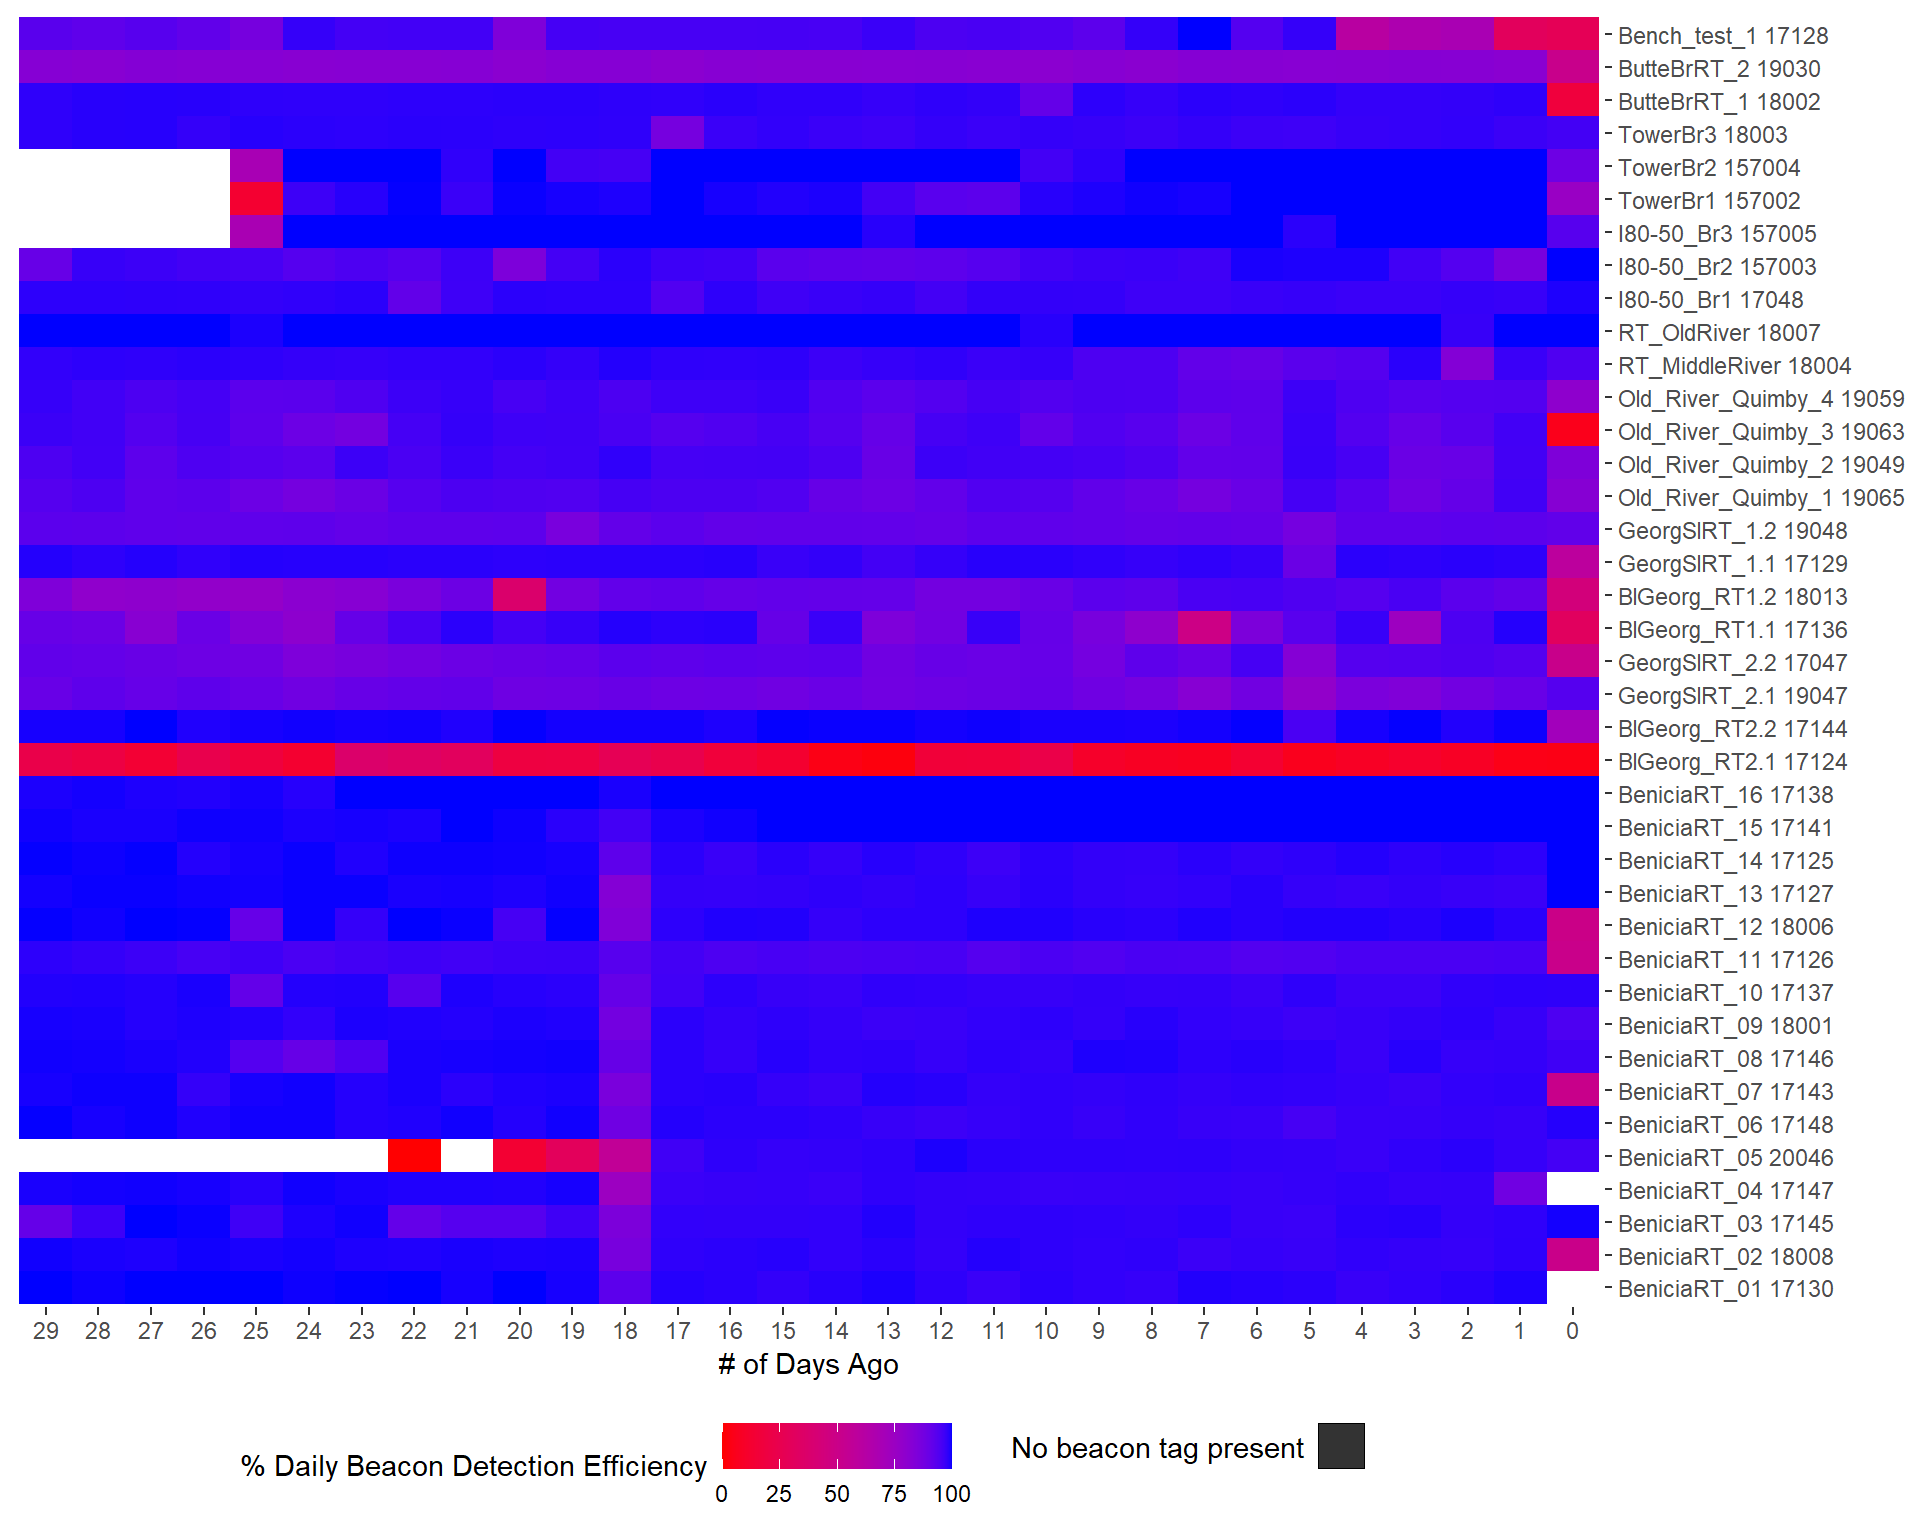 Bench_test_1 17128
ButteBrRT_2 19030
ButteBrRT_1 18002
TowerBr3 18003
TowerBr2 157004
TowerBr1 157002
I80-50_Br3 157005
I80-50_Br2 157003
I80-50_Br1 17048
RT_OldRiver 18007
RT_MiddleRiver 18004
Old_River_Quimby_4 19059
Old_River_Quimby_3 19063
Old_River_Quimby_2 19049
Old_River_Quimby_1 19065
GeorgSlRT_1.2 19048
GeorgSlRT_1.1 17129
BlGeorg_RT1.2 18013
BlGeorg_RT1.1 17136
GeorgSlRT_2.2 17047
GeorgSlRT_2.1 19047
BlGeorg_RT2.2 17144
BlGeorg_RT2.1 17124
BeniciaRT_16 17138
BeniciaRT_15 17141
BeniciaRT_14 17125
BeniciaRT_13 17127
BeniciaRT_12 18006
BeniciaRT_11 17126
BeniciaRT_10 17137
BeniciaRT_09 18001
BeniciaRT_08 17146
BeniciaRT_07 17143
BeniciaRT_06 17148
BeniciaRT_05 20046
BeniciaRT_04 17147
BeniciaRT_03 17145
BeniciaRT_02 18008
BeniciaRT_01 17130
29 28 27 26 25 24 23 22 21 20 19 18 17 16 15 14 13 12 11 10 9 8 7 6 5 4 3 2 1 0
# of Days Ago
% Daily Beacon Detection Efficiency
0 25 50 75 100
No beacon tag present